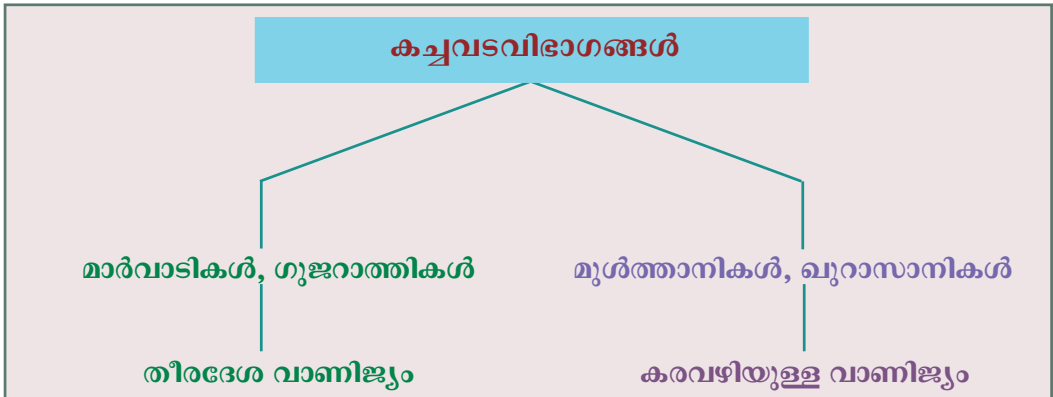 കച്ചവടവിഭാഗങ്ങൾ
മാർവാടികൾ, ഗുജറാത്തികൾ
മുൾത്താനികൾ, ഖുറാസാനികൾ
തീരദേശ വാണിജ്യം
കരവഴിയുള്ള വാണിജ്യം